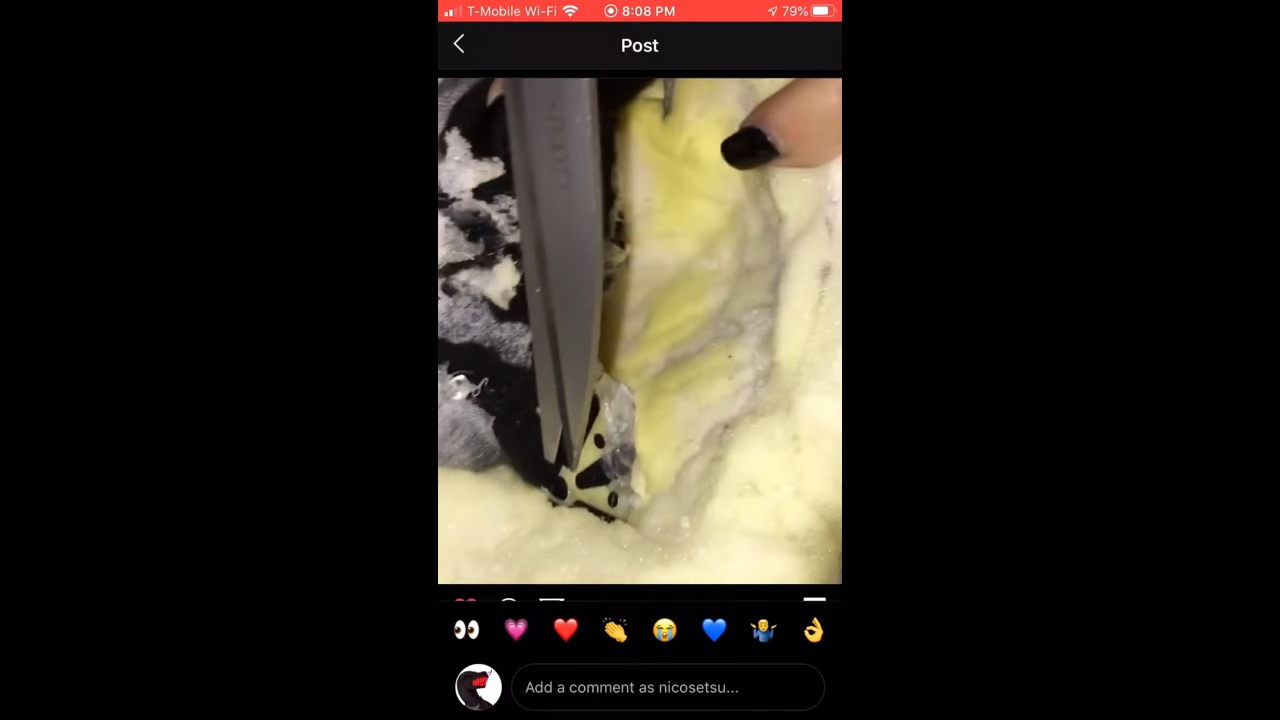 T-Mobile Wi-Fi 8:08 PM 79%
Post
Add a comment as nicosetsu...